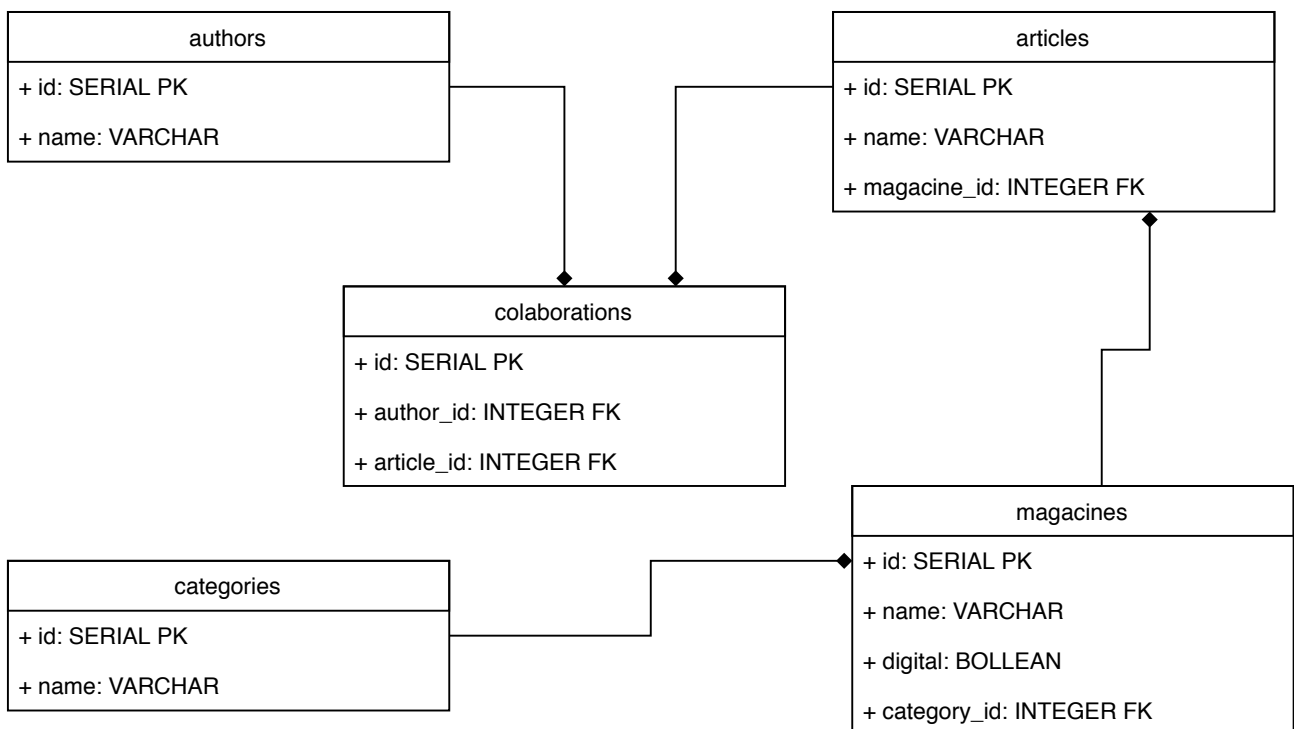 authors
+ id: SERIAL PK
+ name: VARCHAR
articles
+ id: SERIAL PK
+ name: VARCHAR
+ magacine_id: INTEGER FK
colaborations
+ id: SERIAL PK
+ author_id: INTEGER FK
+ article_id: INTEGER FK
categories
+ id: SERIAL PK
+ name: VARCHAR
magacines
+ id: SERIAL PK
+ name: VARCHAR
+ digital: BOLLEAN
+ category_id: INTEGER FK